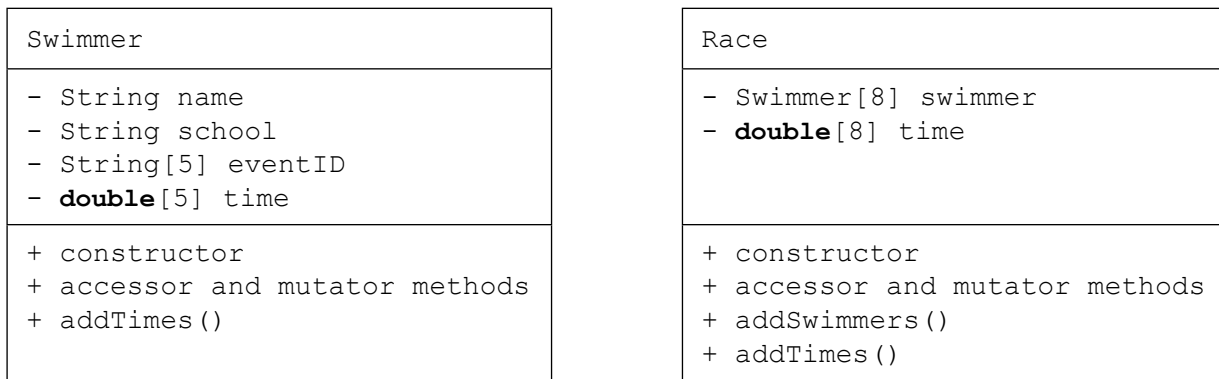 Swimmer
- String name
- String school
- String[5] eventID
- double[5] time
+ constructor
+ accessor and mutator methods
+ addTimes()
Race
- Swimmer[8] swimmer
- double[8] time
+ constructor
+ accessor and mutator methods
+ addSwimmers()
+ addTimes()